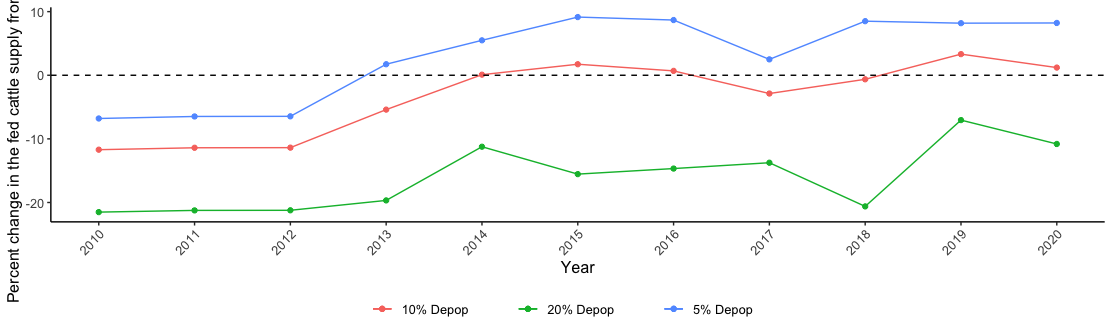 Percent change in the fed cattle supply from
10
0
-10
-20
2010 2011 2012 2013 2014 2015 2016 2017 2018 2019 2020
Year
10% Depop 20% Depop 5% Depop